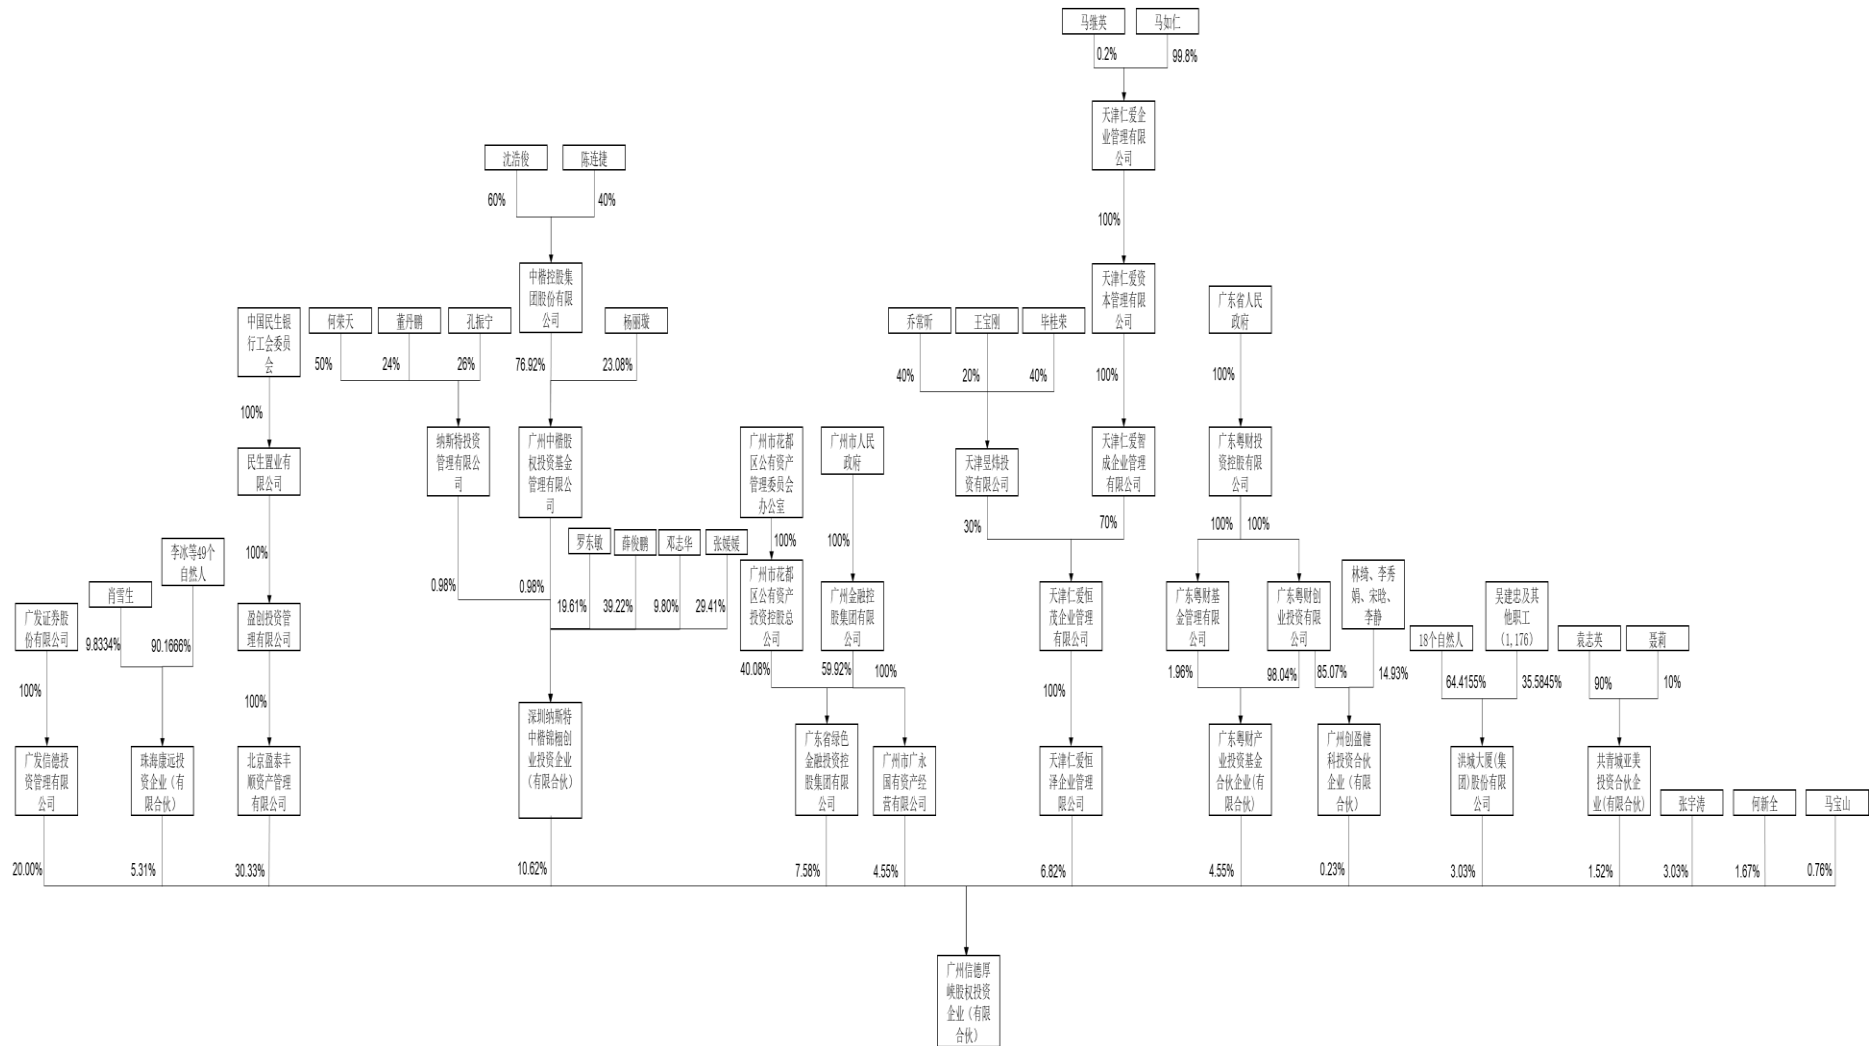 马继英
马如仁
0.2%
99.8%
天津仁爱企
业管理有限
公司
沈浩俊
陈连捷
60%
40%
100%
中楷控股集
团股份有限
公司
天津仁爱资
本管理有限
公司
广东省人民
政府
中国民生银
行工会委员
会
何荣天
董丹鹏
孔振宁
杨丽璇
乔常昕
王宝刚
毕桂荣
50%
24%
26%
76.92%
23.08%
40%
20%
40%
100%
100%
100%
民生置业有
限公司
纳斯特投资
管理有限公
司
广州中楷股
权投资基金
管理有限公
司
广州市花都
区公有资产
管理委员会
办公室
广州市人民
政府
天津昱炜投
资有限公司
天津仁爱智
成企业管理
有限公司
广东粤财投
资控股有限
公司
30%
70%
100%
100%
李冰等49个
自然人
100%
罗东敏
薛俊鹏
邓志华
张媛媛
100%
100%
肖雪生
0.98%
0.98%
19.61%
39.22%
9.80%
29.41%
广发证券股
份有限公司
9.8334%
90.1666%
盈创投资管
理有限公司
广州市花都
区公有资产
投资控股总
公司
广州金融控
股集团有限
公司
天津仁爱恒
茂企业管理
有限公司
广东粤财基
金管理有限
公司
广东粤财创
业投资有限
公司
林绮、李秀
娟、宋晗、
李静
18个自然人
吴建忠及其
他职工
(1,176)
袁志英
聂莉
100%
100%
40.08%
59.92%
100%
100%
1.96%
98.04%
85.07%
14.93%
64.4155%
35.5845%
90%
10%
广发信德投
资管理有限
公司
珠海康远投
资企业（有
限合伙）
北京盈泰丰
顺资产管理
有限公司
深圳纳斯特
中楷锦栅创
业投资企业
（有限合伙）
广东省绿色
金融投资控
股集团有限
公司
广州市广永
国有资产经
营有限公司
天津仁爱恒
泽企业管理
限公司
广东粤财产
业投资基金
合伙企业(有
限合伙)
广州创盈健
科投资合伙
企业（有限
合伙）
洪城大厦(集
团)股份有限
公司
共青城亚美
投资合伙企
业(有限合伙)
张宇涛
何新全
马宝山
20.00%
5.31%
30.33%
10.62%
7.58%
4.55%
6.82%
4.55%
0.23%
3.03%
1.52%
3.03%
1.67%
0.76%
广州信德厚
峡股权投资
企业（有限
合伙）